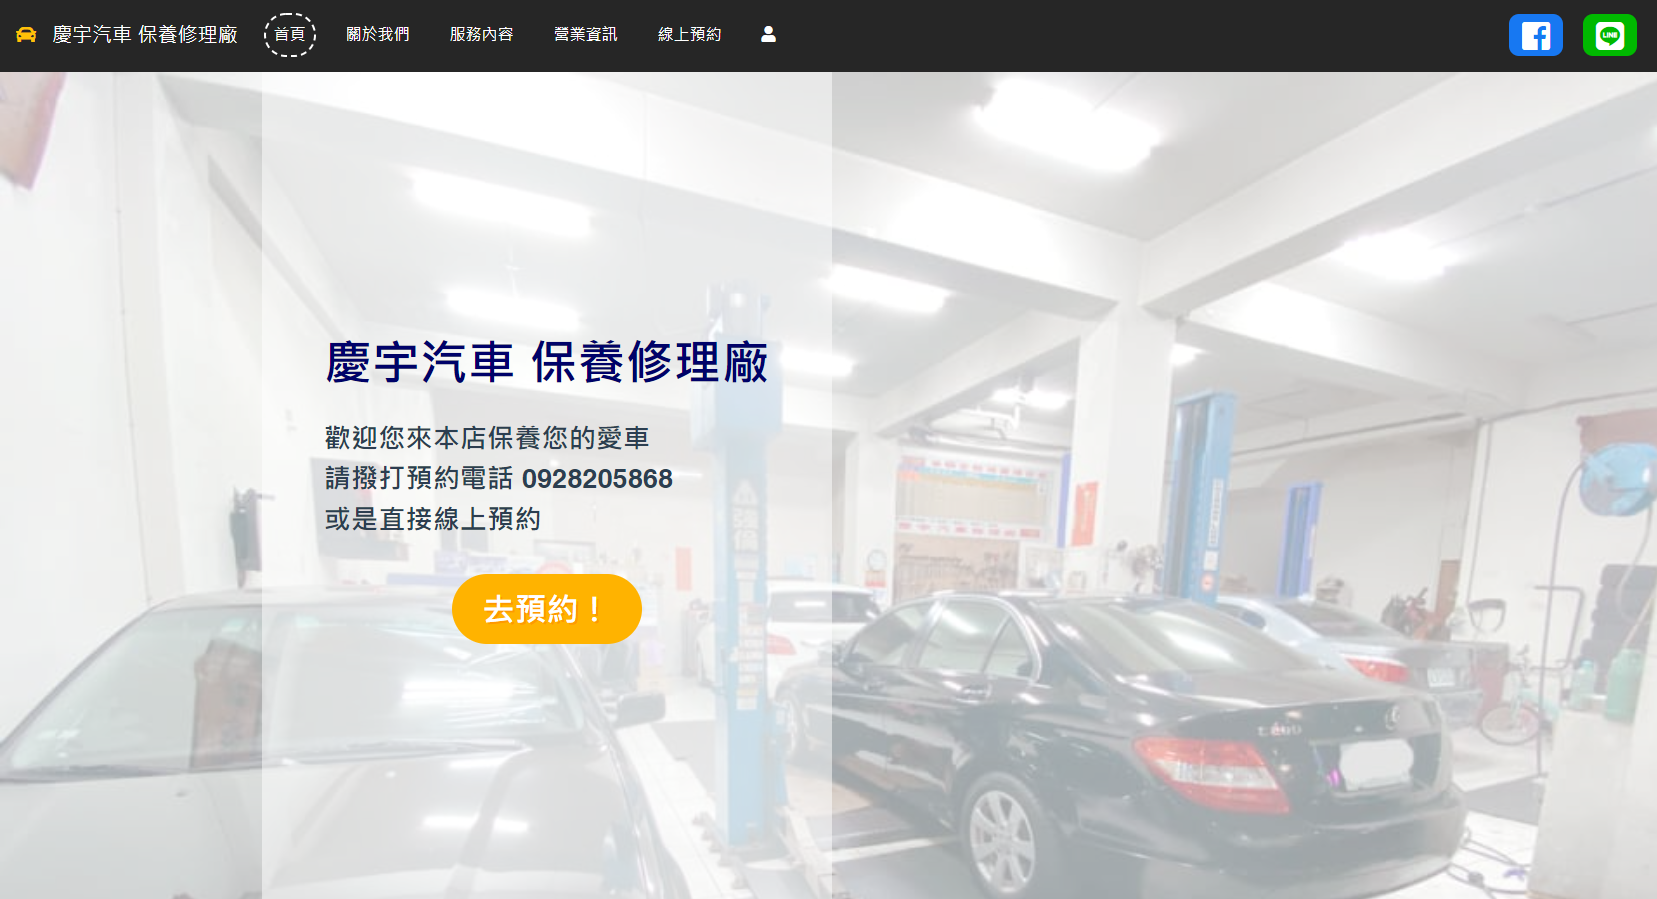 慶宇汽車 保養修理廠
首頁
關於我們
服務內容
營業資訊
線上預約
LINE
慶宇汽車 保養修理廠
歡迎您來本店保養您的愛車
請撥打預約電話 0928205868
或是直接線上預約
去預約！